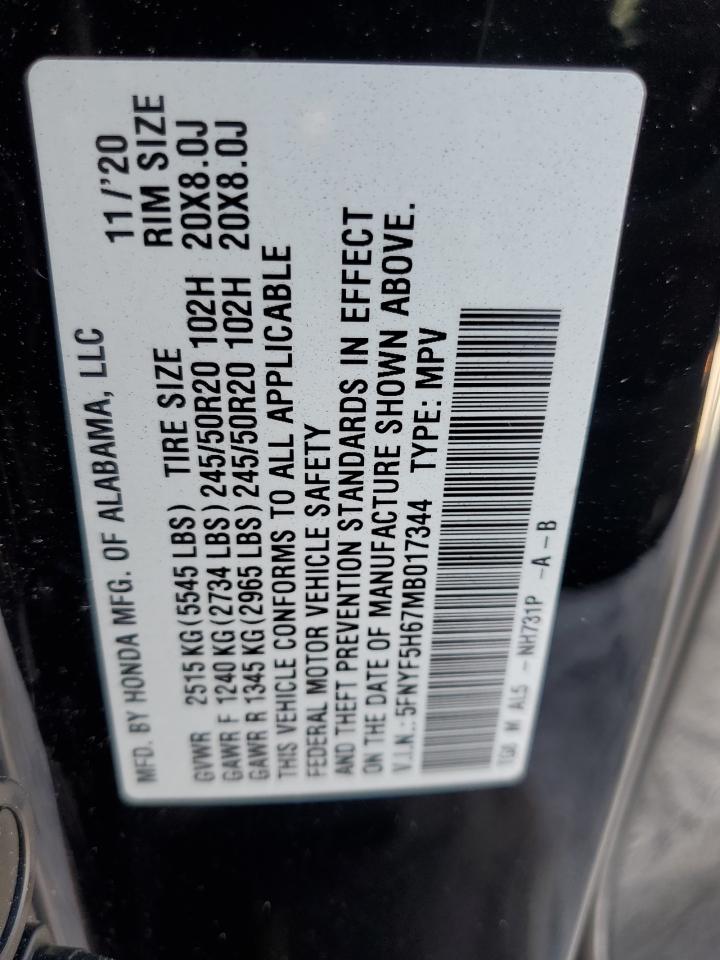 MFD. BY HONDA MFG. OF ALABAMA, LLC 11/'20
GVWR 2515 KG(5545 LBS) TIRE SIZE RIM SIZE
GAWR F 1240 KG(2734 LBS)245/50R20 102H 20X8.0J
GAWR R 1345 KG(2965 LBS)245/50R20 102H 20X8.0J
THIS VEHICLE CONFORMS TO ALL APPLICABLE
FEDERAL MOTOR VEHICLE SAFETY
AND THEFT PREVENTION STANDARDS IN EFFECT
ON THE DATE OF MANUFACTURE SHOWN ABOVE.
V.I.N.:5FNYF5H67MB017344 TYPE: MPV
TG8 M AL5 -NH731P -A-B